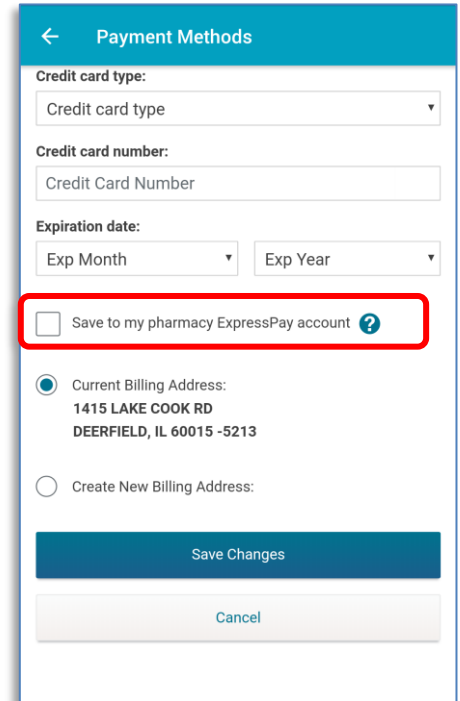 Payment Methods
Credit card type:
Credit card type
Credit card number:
Credit Card Number
Expiration date:
Exp Month Exp Year
Save to my pharmacy ExpressPay account ?
Current Billing Address:
1415 LAKE COOK RD
DEERFIELD, IL 60015 -5213
Create New Billing Address:
Save Changes
Cancel